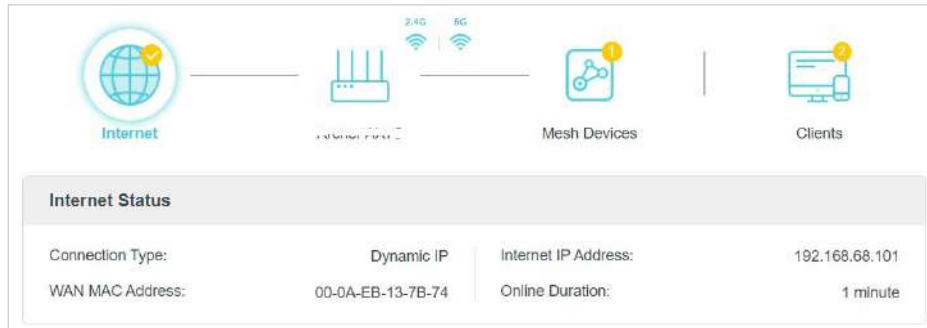 2.4G 5G
1
2
Internet
Mesh Devices
Clients
Internet Status
Connection Type: Dynamic IP
Internet IP Address: 192.168.68.101
WAN MAC Address: 00-0A-EB-13-7B-74
Online Duration: 1 minute